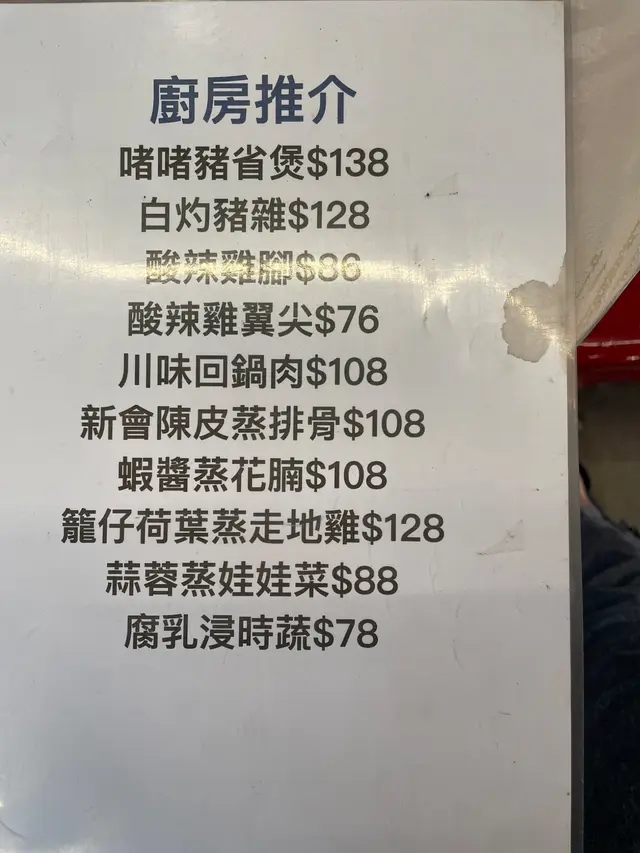 廚房推介
啫啫豬省煲$138
白灼豬雜$128
酸辣雞腳$86
酸辣雞翼尖$76
川味回鍋肉$108
新會陳皮蒸排骨$108
蝦醬蒸花腩$108
籠仔荷葉蒸走地雞$128
蒜蓉蒸娃娃菜$88
腐乳浸時蔬$78